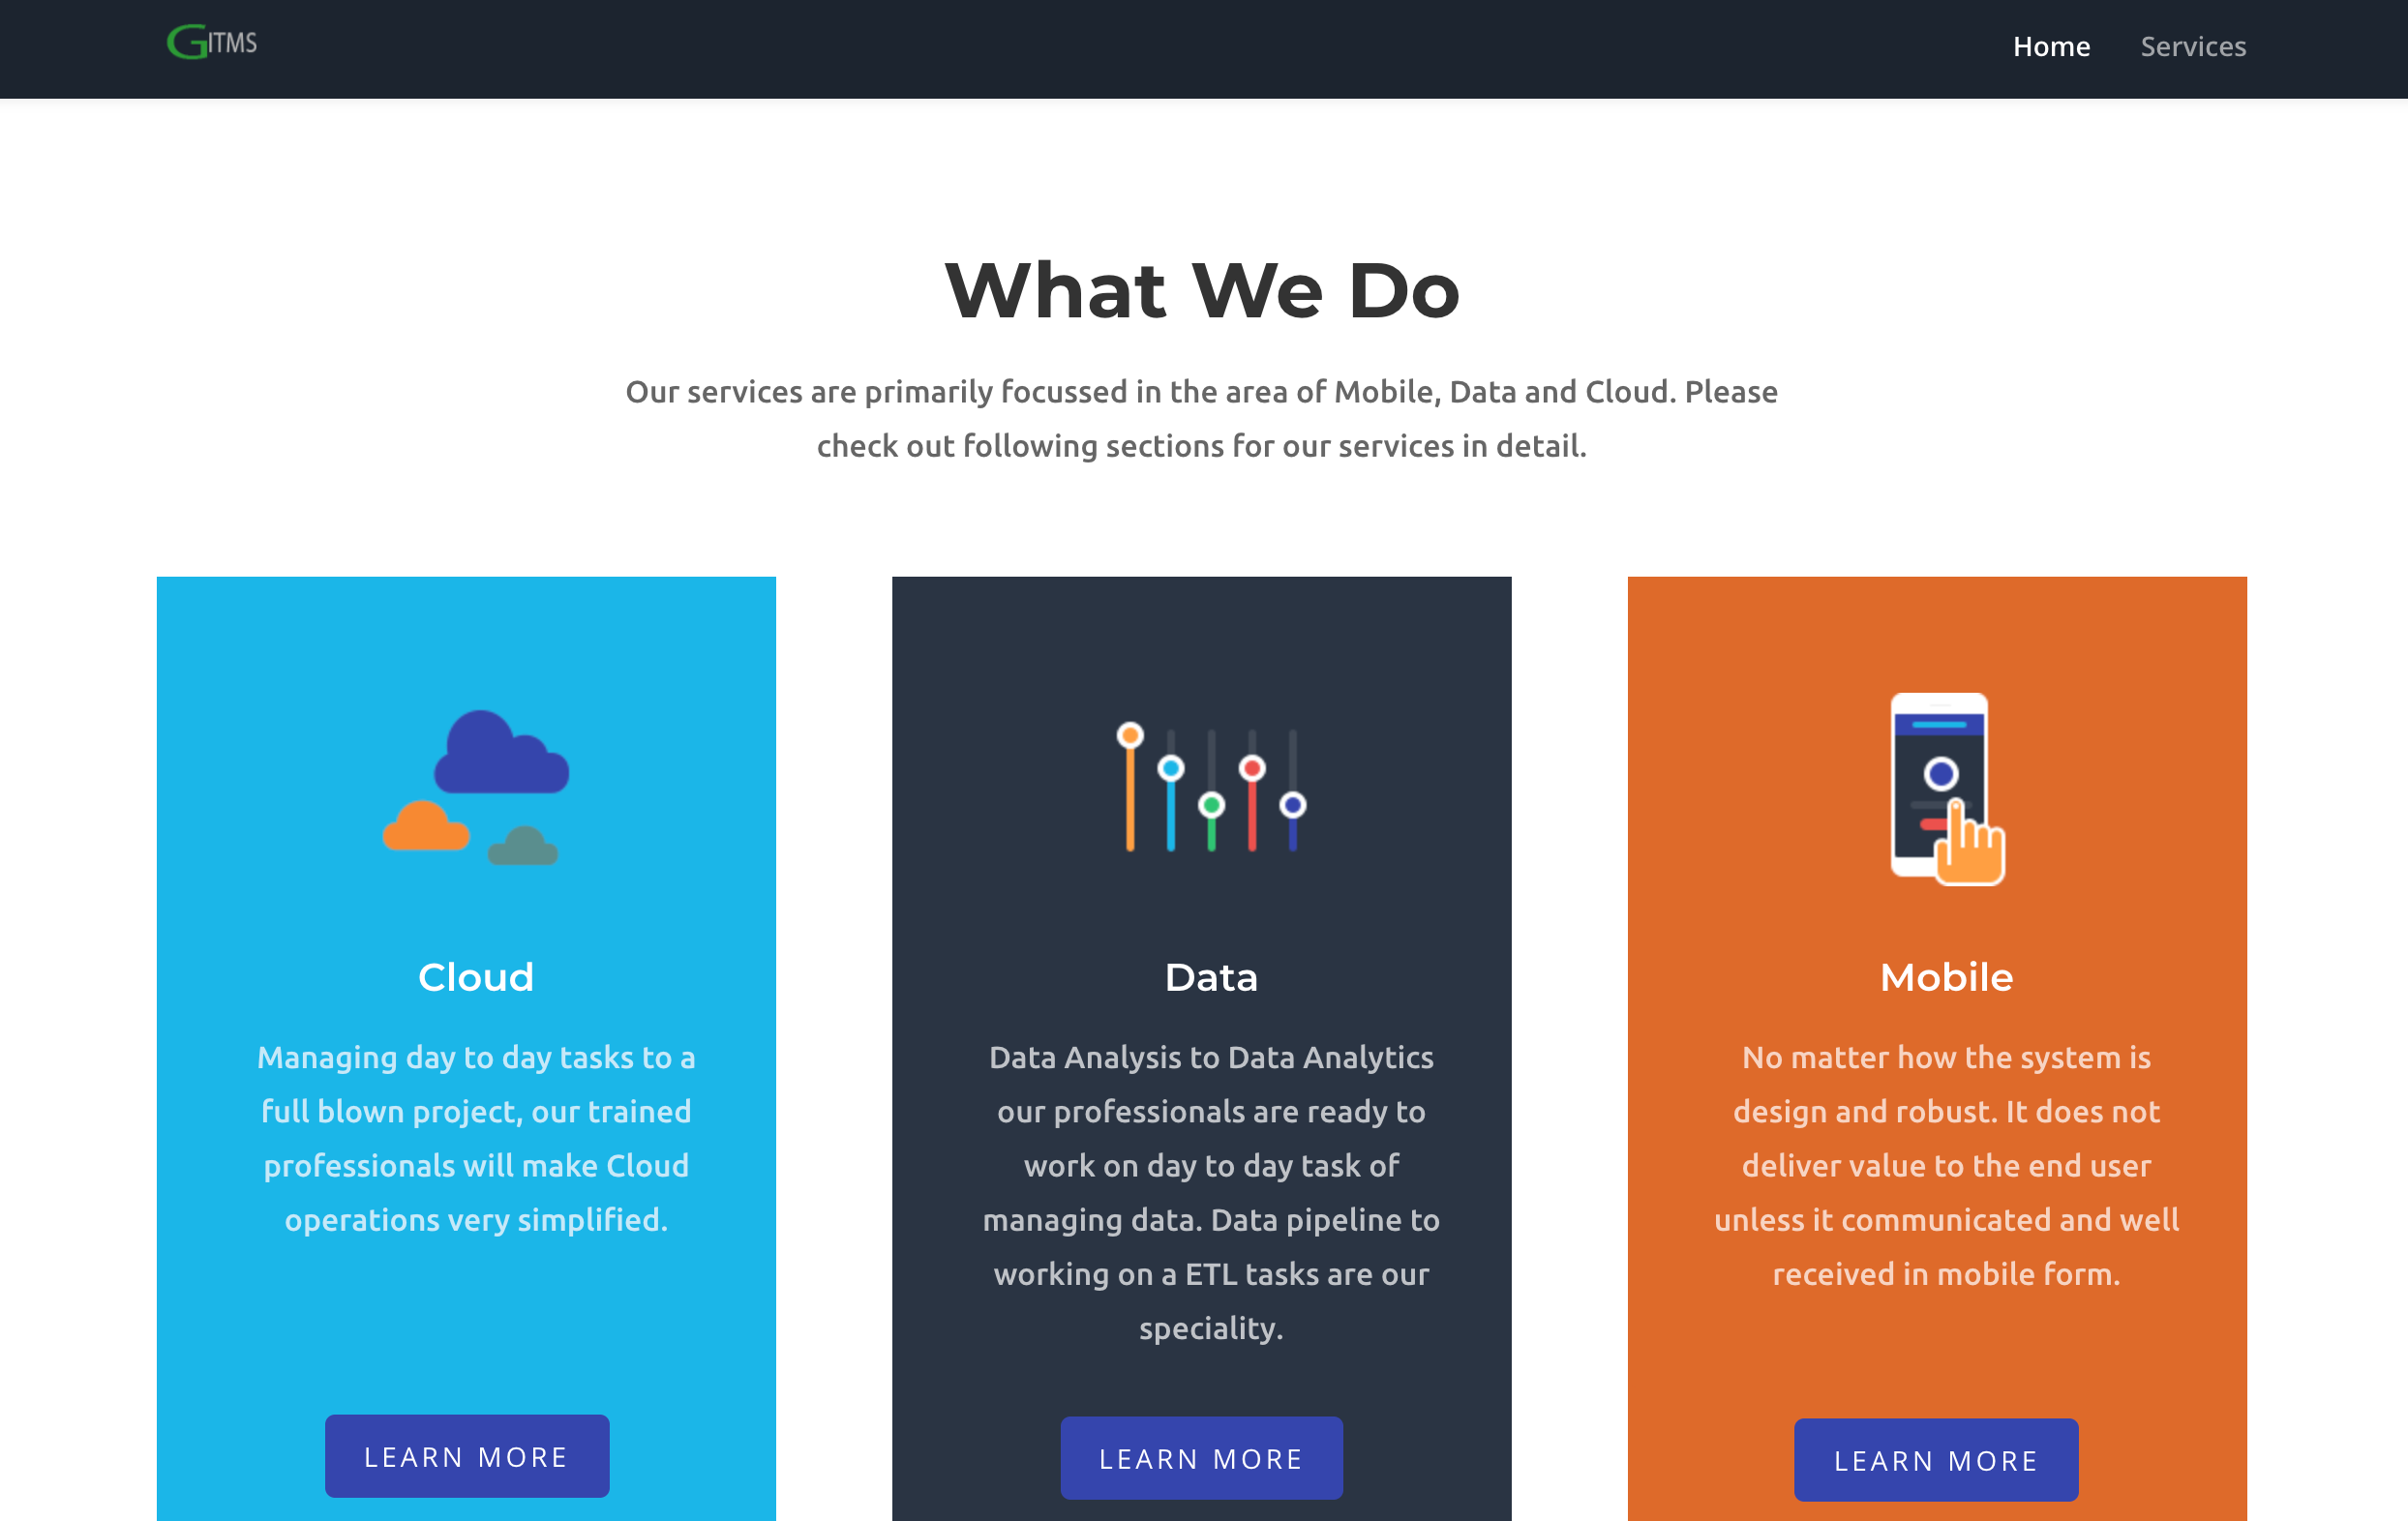 GITMS
Home
Services
What We Do
Our services are primarily focussed in the area of Mobile, Data and Cloud. Please
check out following sections for our services in detail.
Cloud
Managing day to day tasks to a
full blown project, our trained
professionals will make Cloud
operations very simplified.
LEARN MORE
Data
Data Analysis to Data Analytics
our professionals are ready to
work on day to day task of
managing data. Data pipeline to
working on a ETL tasks are our
speciality.
LEARN MORE
Mobile
No matter how the system is
design and robust. It does not
deliver value to the end user
unless it communicated and well
received in mobile form.
LEARN MORE